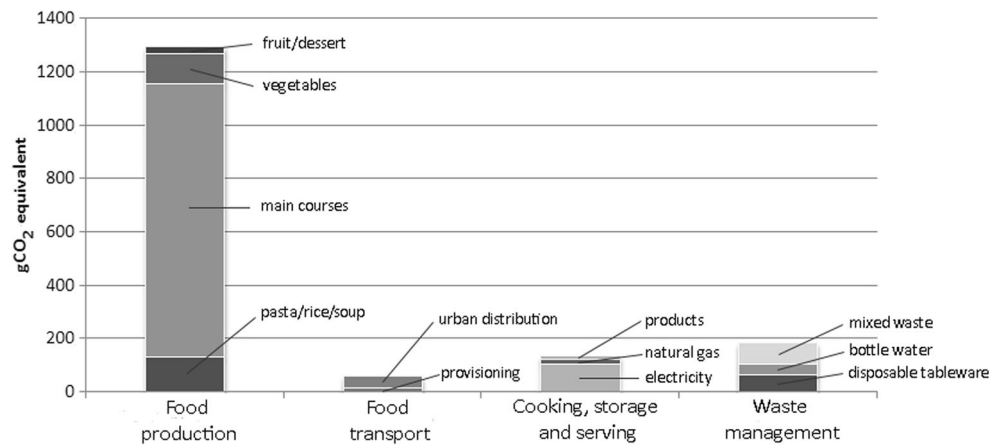 gCO2 equivalent
1400
1200
1000
800
600
400
200
0
fruit/dessert
vegetables
main courses
pasta/rice/soup
urban distribution
provisioning
products
natural gas
electricity
mixed waste
bottle water
disposable tableware
Food
production
Food
transport
Cooking, storage
and serving
Waste
management